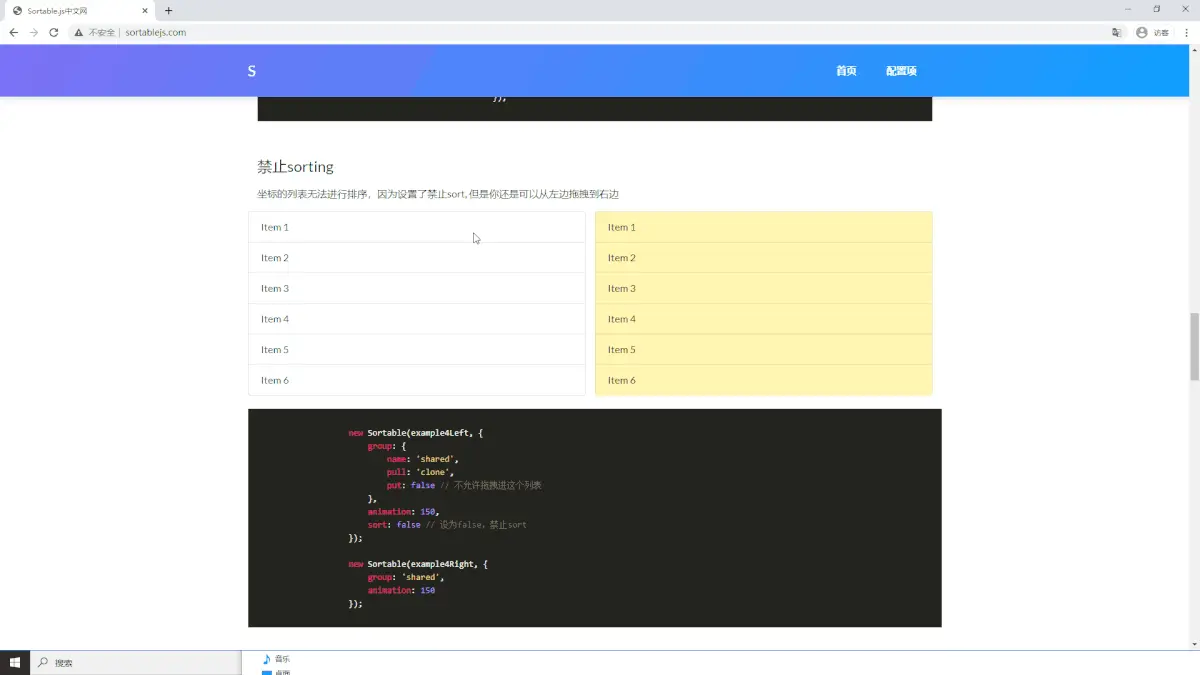 Sortable.js中文网
不安全 | sortablejs.com
访客
S
首页
配置项
});
禁止sorting
坐标的列表无法进行排序，因为设置了禁止sort, 但是你还是可以从左边拖拽到右边
Item 1
Item 2
Item 3
Item 4
Item 5
Item 6
Item 1
Item 2
Item 3
Item 4
Item 5
Item 6
new Sortable(example4Left, {
group: {
name: 'shared',
pull: 'clone',
put: false // 不允许拖拽进这个列表
},
animation: 150,
sort: false // 设为false，禁止sort
});
new Sortable(example4Right, {
group: 'shared',
animation: 150
});
搜索
音乐
桌面